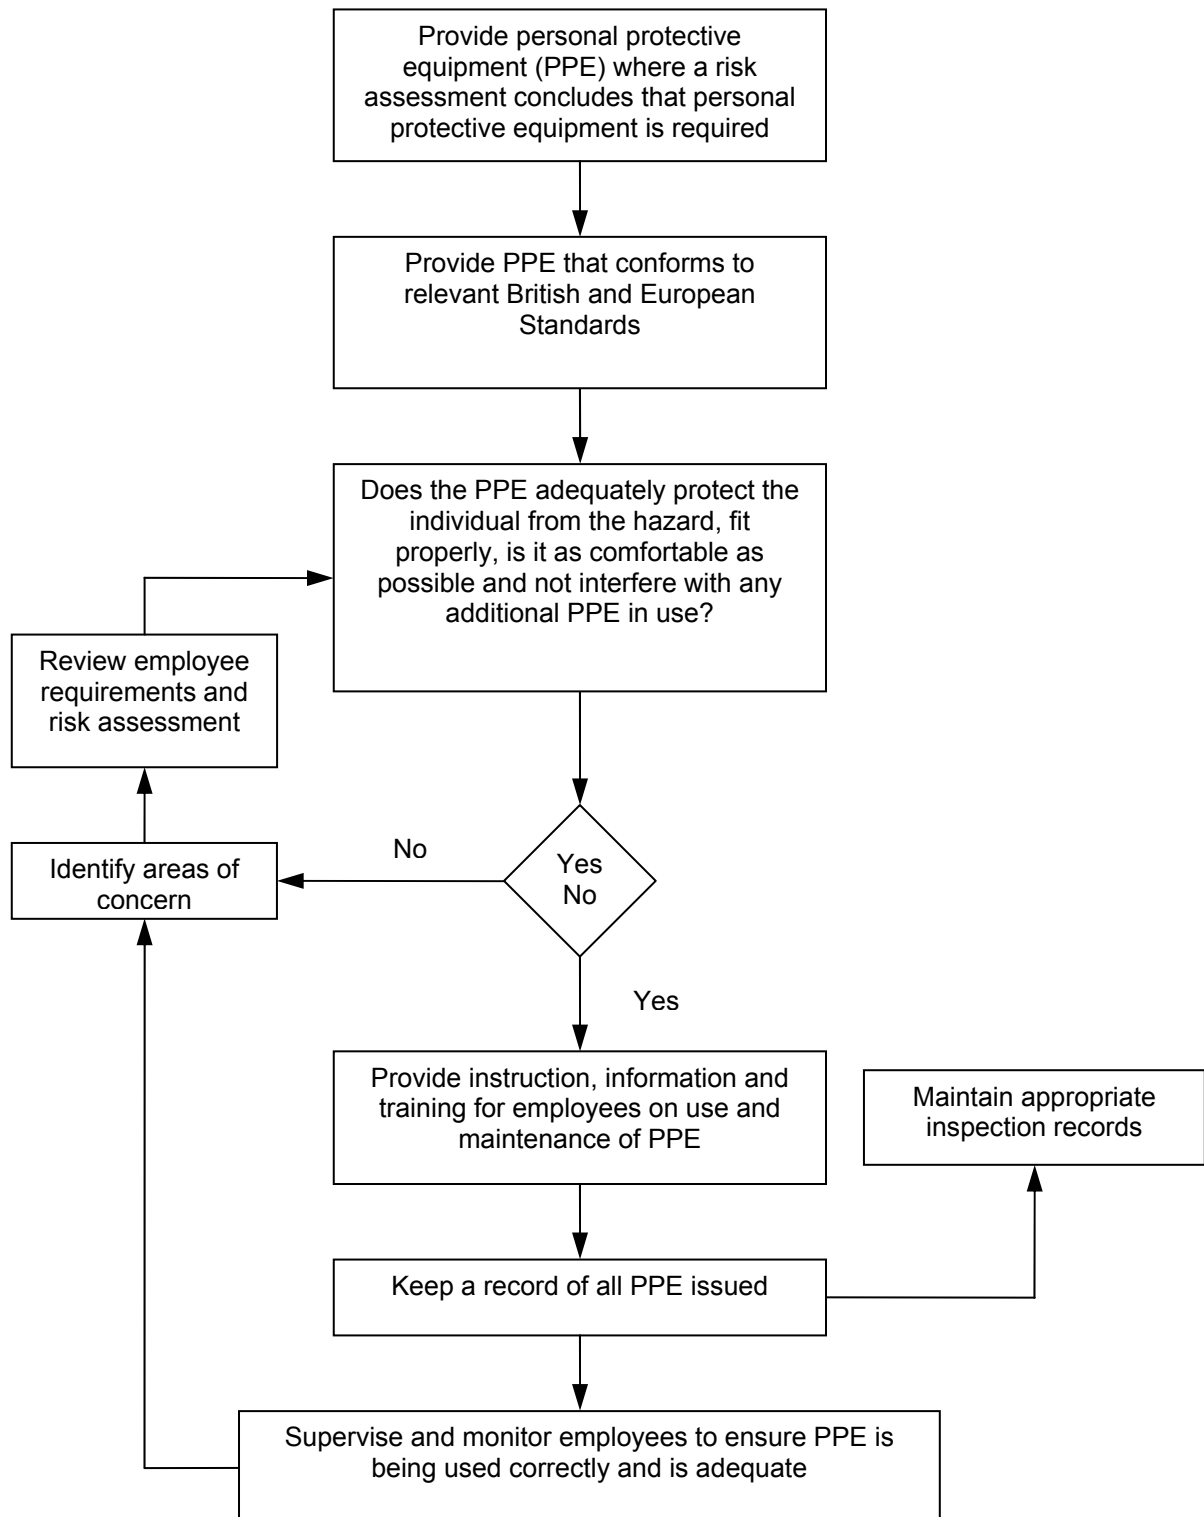 Provide personal protective
equipment (PPE) where a risk
assessment concludes that personal
protective equipment is required
Provide PPE that conforms to
relevant British and European
Standards
Does the PPE adequately protect the
individual from the hazard, fit
properly, is it as comfortable as
possible and not interfere with any
additional PPE in use?
Review employee
requirements and
risk assessment
Identify areas of
concern
No
Yes
No
Yes
Provide instruction, information and
training for employees on use and
maintenance of PPE
Maintain appropriate
inspection records
Keep a record of all PPE issued
Supervise and monitor employees to ensure PPE is
being used correctly and is adequate